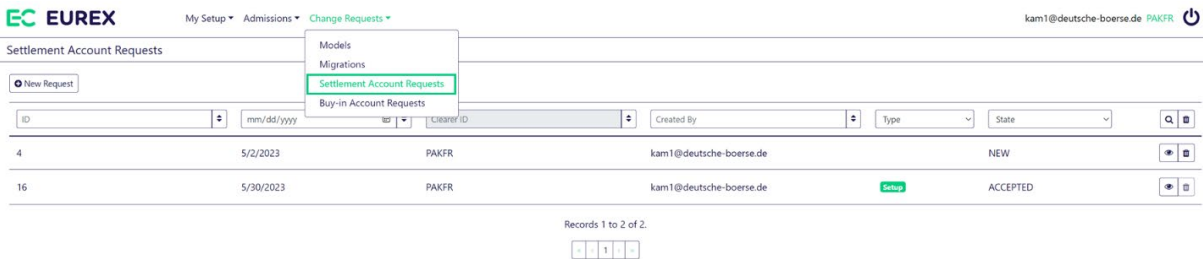 EC EUREX
My Setup Admissions Change Requests
kam1@deutsche-boerse.de PAKFR
Models
Migrations
Settlement Account Requests
Buy-in Account Requests
Settlement Account Requests
New Request
ID mm/dd/yyyy Clearer ID Created By Type State
4 5/2/2023 PAKFR kam1@deutsche-boerse.de NEW
16 5/30/2023 PAKFR kam1@deutsche-boerse.de Setup ACCEPTED
Records 1 to 2 of 2.
« ‹ 1 › »